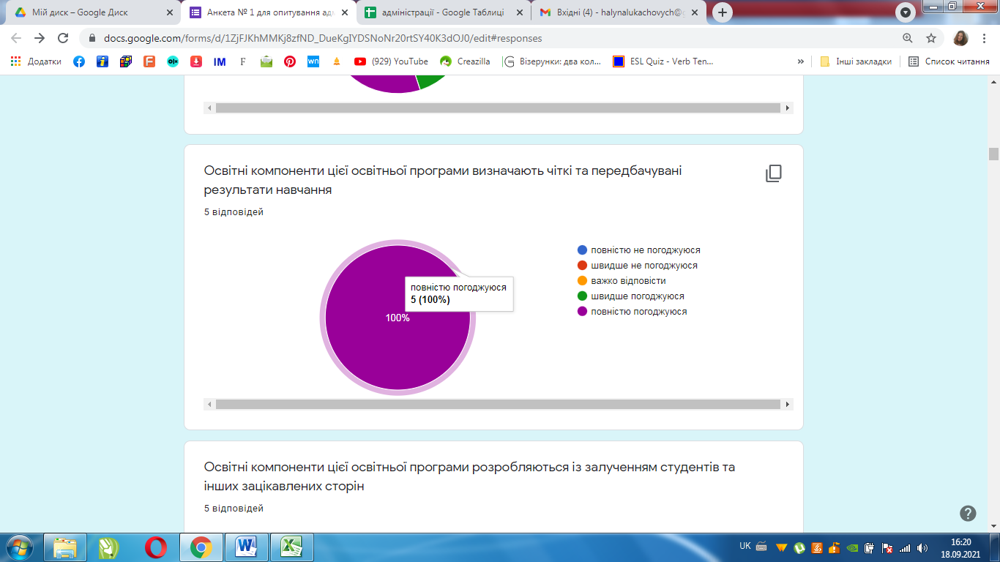 Мій диск – Google Диск
Анкета № 1 для опитування адм
адміністрації - Google Таблиці
Вхідні (4) - halynalukachovych@g
docs.google.com/forms/d/1ZjFJKhMMKj8zfND_DueKgIYDSNoNr20rtSY40K3dOJ0/edit#responses
Додатки
IM
F
wn
(929) YouTube
Creazilla
Візерунки: два кол...
ESL Quiz - Verb Ten...
»
Інші закладки
Список читання
Освітні компоненти цієї освітньої програми визначають чіткі та передбачувані
результати навчання
5 відповідей
повністю не погоджуюся
швидше не погоджуюся
важко відповісти
швидше погоджуюся
повністю погоджуюся
повністю погоджуюся
5 (100%)
100%
Освітні компоненти цієї освітньої програми розробляються із залученням студентів та
інших зацікавлених сторін
5 відповідей
UK
16:20
18.09.2021